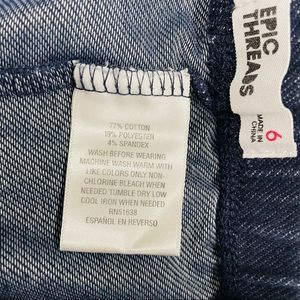 77% COTTON
19% POLYESTER
4% SPANDEX
WASH BEFORE WEARING
MACHINE WASH WARM WITH
LIKE COLORS ONLY NON-
CHLORINE BLEACH WHEN
NEEDED TUMBLE DRY LOW
COOL IRON WHEN NEEDED
RN51638
ESPAÑOL EN REVERSO
EPIC
THREADS
6
MADE IN
CHINA